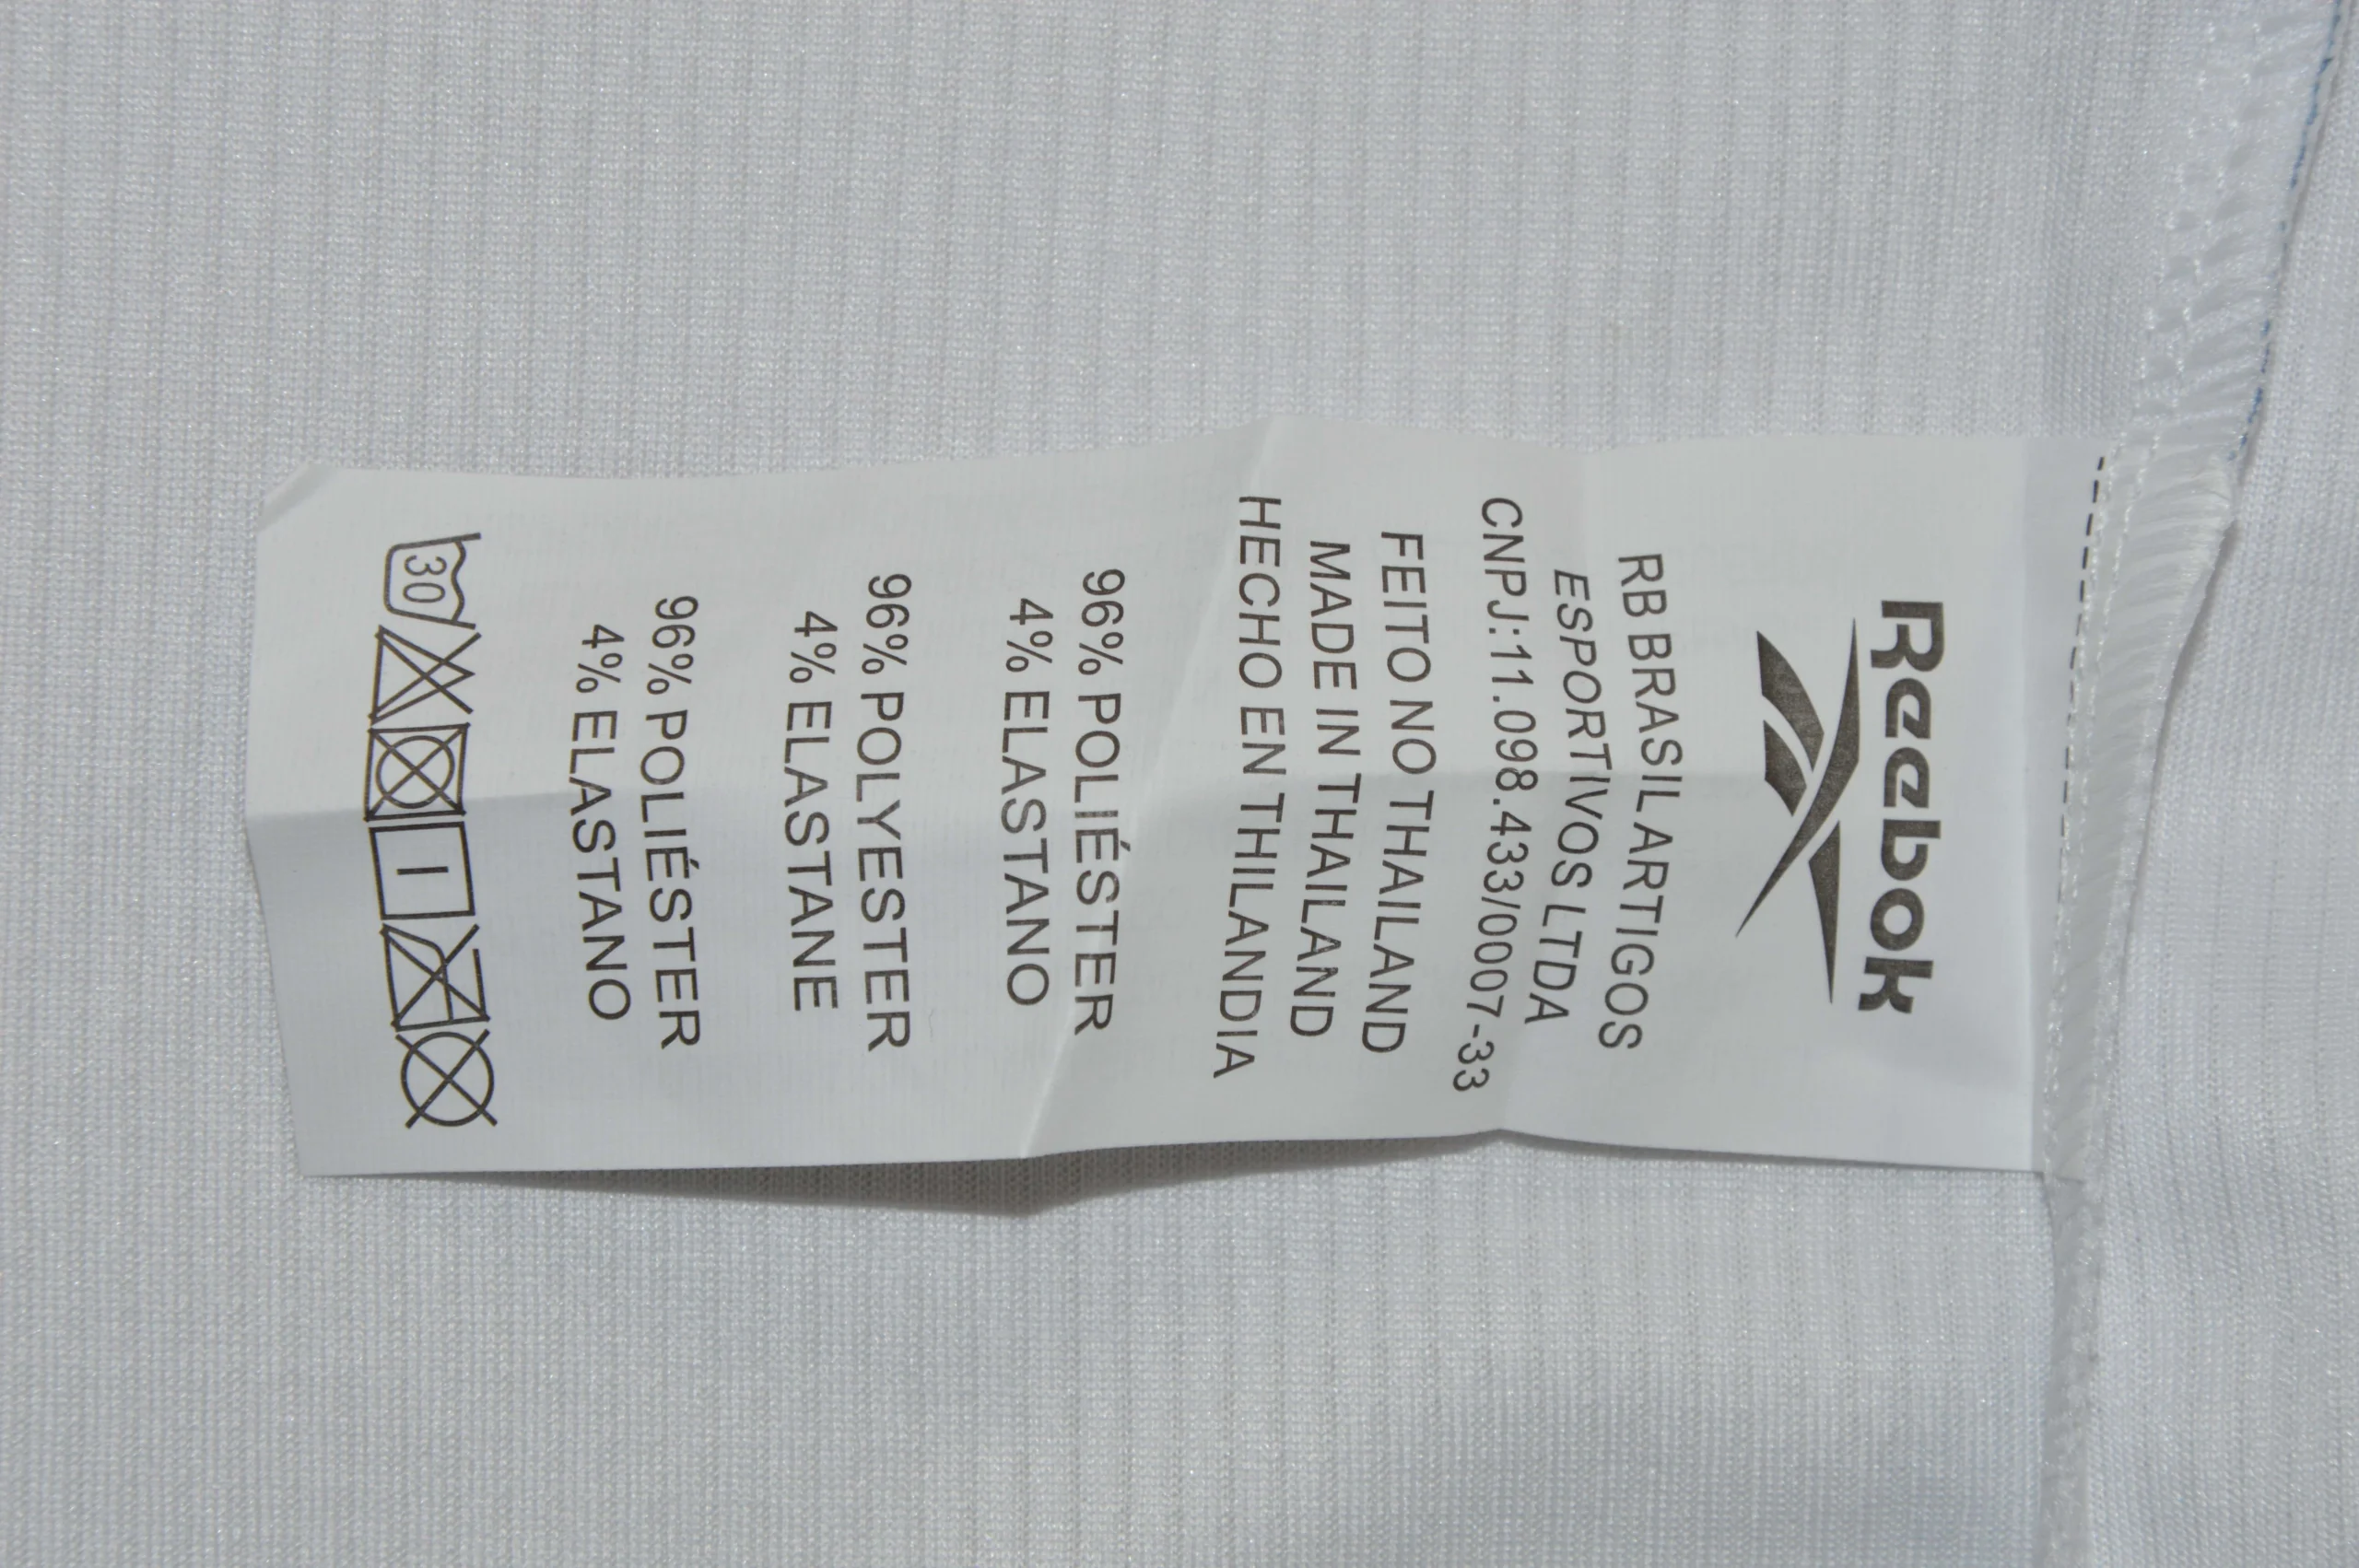 Reebok
RB BRASIL ARTIGOS
ESPORTIVOS LTDA
CNPJ:11.098.433/0007-33
FEITO NO THAILAND
MADE IN THAILAND
HECHO EN THILANDIA
96% POLIÉSTER
4% ELASTANO
96% POLYESTER
4% ELASTANE
96% POLIÉSTER
4% ELASTANO
30